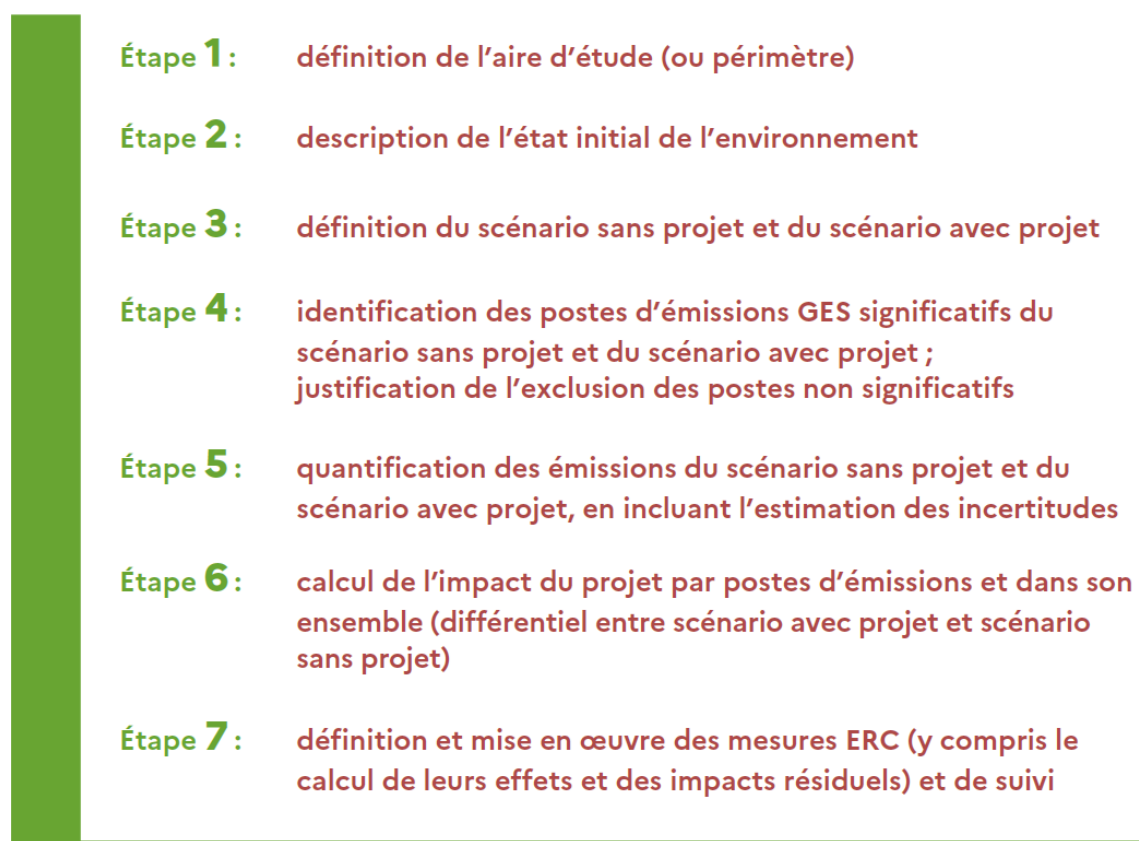 Étape 1 : définition de l’aire d’étude (ou périmètre)
Étape 2 : description de l’état initial de l’environnement
Étape 3 : définition du scénario sans projet et du scénario avec projet
Étape 4 : identification des postes d’émissions GES significatifs du
scénario sans projet et du scénario avec projet ;
justification de l’exclusion des postes non significatifs
Étape 5 : quantification des émissions du scénario sans projet et du
scénario avec projet, en incluant l’estimation des incertitudes
Étape 6 : calcul de l’impact du projet par postes d’émissions et dans son
ensemble (différentiel entre scénario avec projet et scénario
sans projet)
Étape 7 : définition et mise en œuvre des mesures ERC (y compris le
calcul de leurs effets et des impacts résiduels) et de suivi